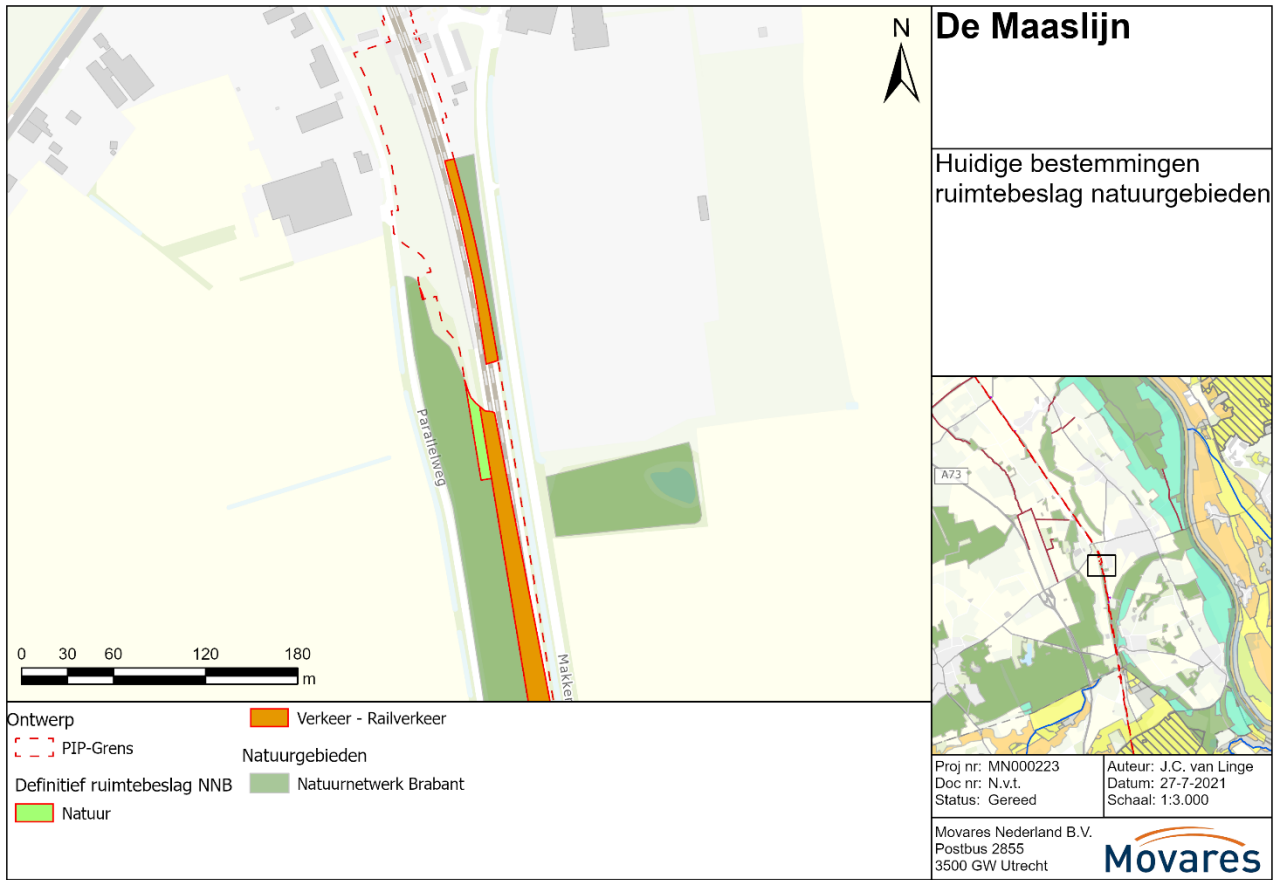 De Maaslijn
Huidige bestemmingen
ruimtebeslag natuurgebieden
N
Parallelweg
Makken
0 30 60 120 180
m
A73
Ontwerp
PIP-Grens
Definitief ruimtebeslag NNB
Natuur
Verkeer - Railverkeer
Natuurgebieden
Natuurnetwerk Brabant
Proj nr: MN000223
Doc nr: N.v.t.
Status: Gereed
Auteur: J.C. van Linge
Datum: 27-7-2021
Schaal: 1:3.000
Movares Nederland B.V.
Postbus 2855
3500 GW Utrecht
Movares